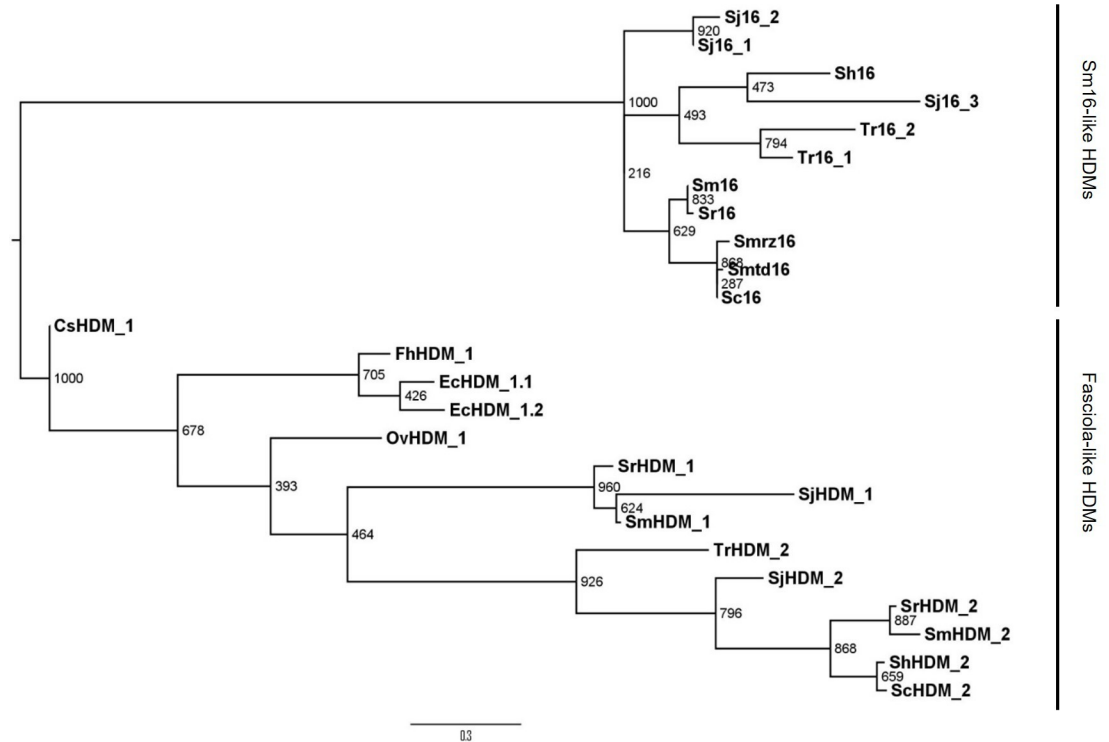 Sj16_2
920
Sj16_1
Sh16
473
Sj16_3
1000
493
Tr16_2
794
Tr16_1
216
Sm16
833
Sr16
629
Smrz16
868
Smtd16
287
Sc16
Sm16-like HDMs
CsHDM_1
1000
FhHDM_1
705
EcHDM_1.1
426
EcHDM_1.2
678
OvHDM_1
393
SrHDM_1
960
SjHDM_1
624
SmHDM_1
464
TrHDM_2
926
SjHDM_2
796
SrHDM_2
887
SmHDM_2
868
ShHDM_2
659
ScHDM_2
Fasciola-like HDMs
0.3